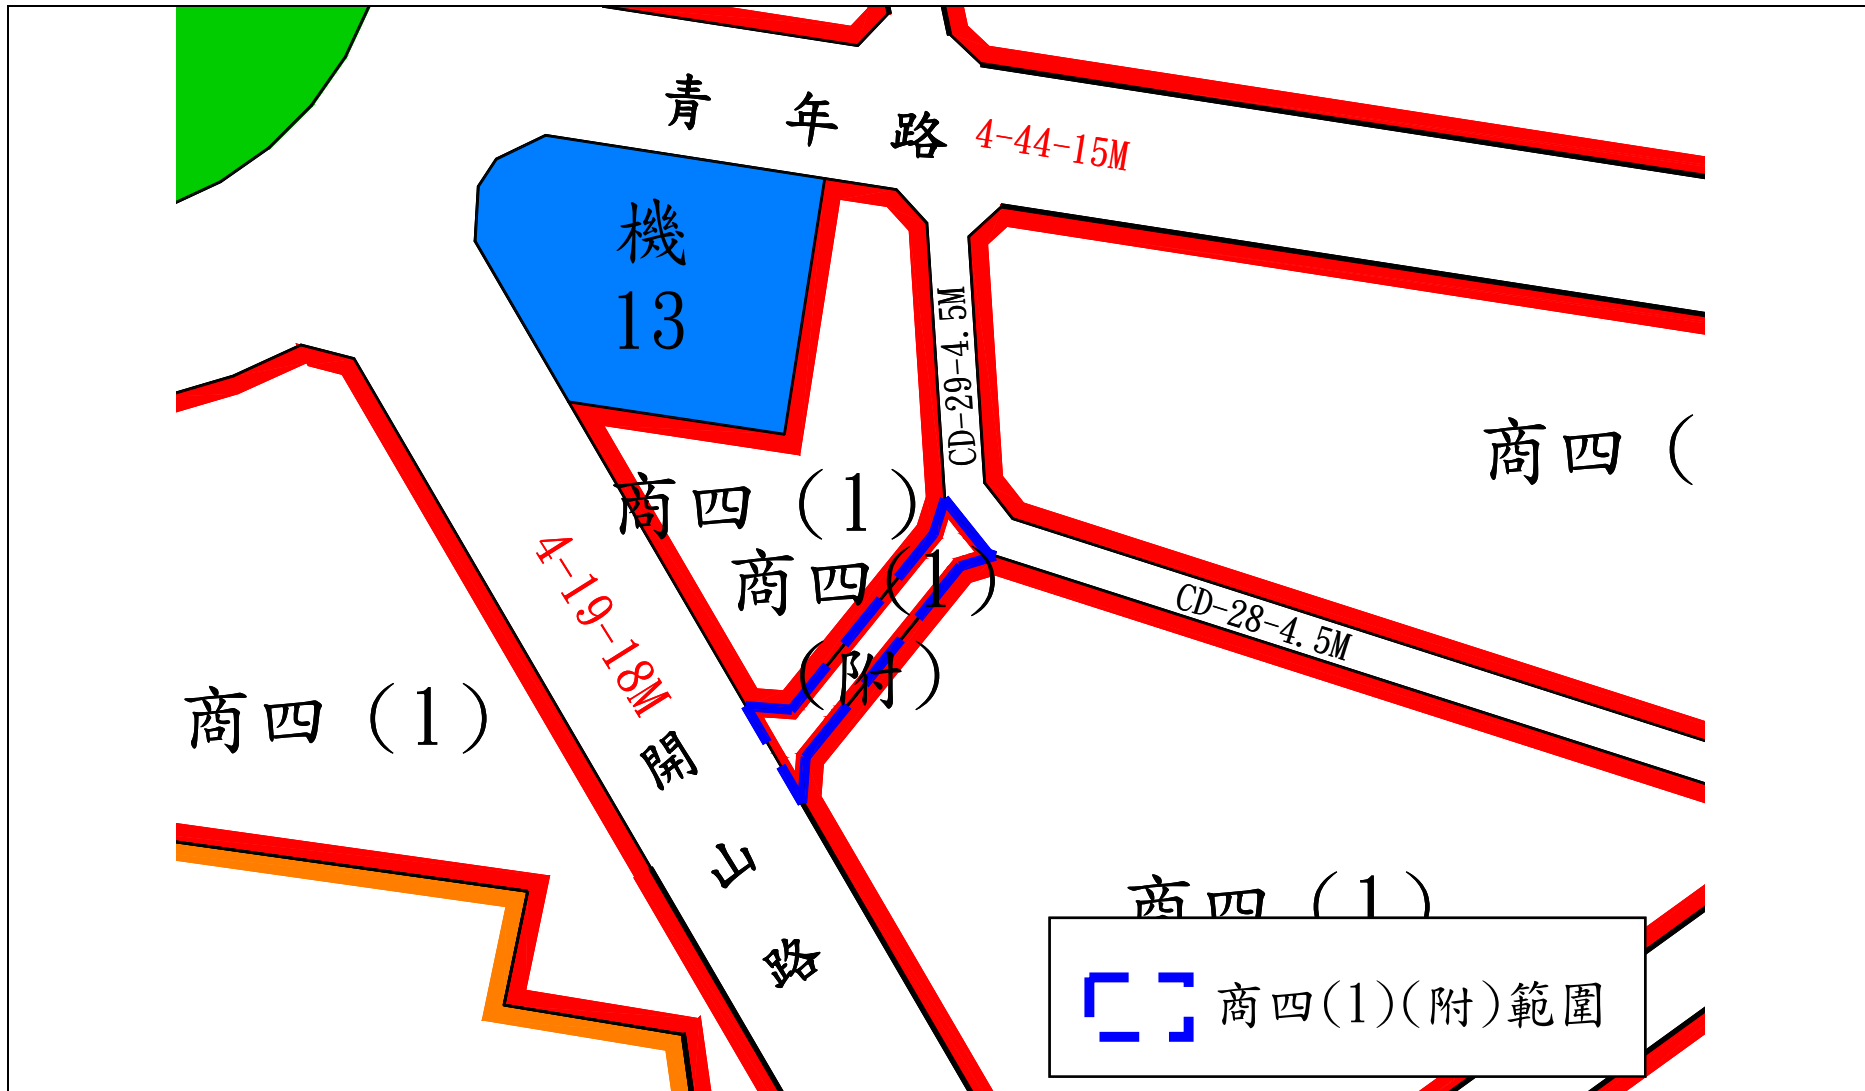 青年路 4-44-15M
機
13
CD-29-4.5M
商四(
商四(1)
商四(1)
(附)
4-19-18M
CD-28-4.5M
商四(1)
開山路
商四(1)
商四(1)(附)範圍